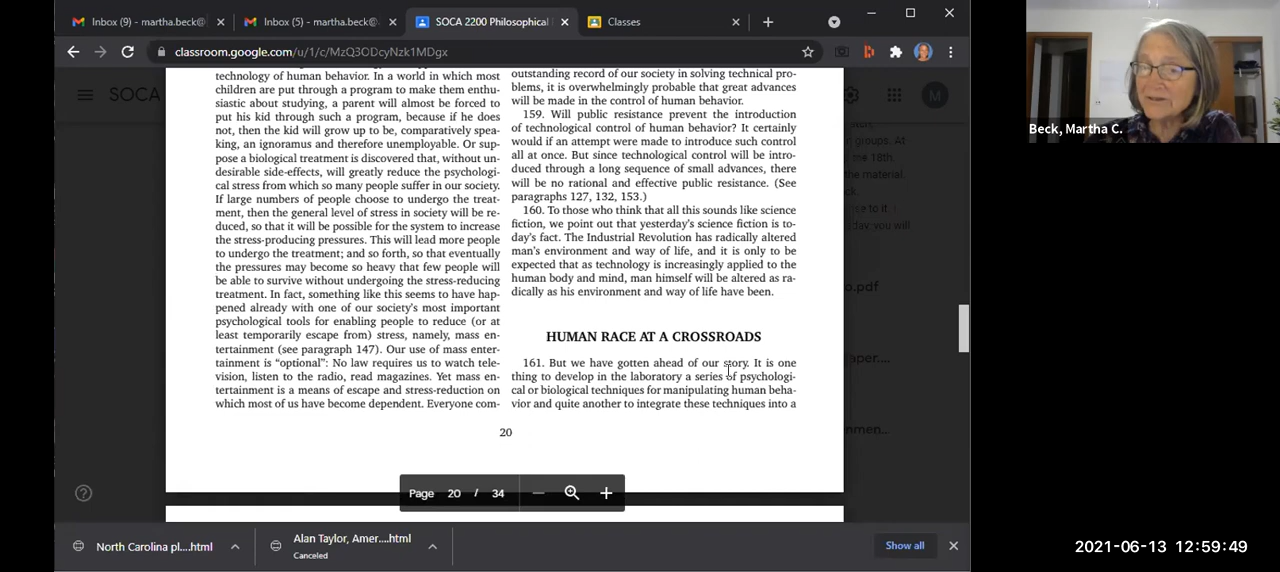 Inbox (9) - martha.beck@
Inbox (5) - martha.beck@
SOCA 2200 Philosophical
Classes
classroom.google.com/u/1/c/MzQ3ODcyNzk1MDgx
SOCA
M
technology of human behavior. In a world in which most
children are put through a program to make them enthu-
siastic about studying, a parent will almost be forced to
put his kid through such a program, because if he does
not, then the kid will grow up to be, comparatively spea-
king, an ignoramus and therefore unemployable. Or sup-
pose a biological treatment is discovered that, without un-
desirable side-effects, will greatly reduce the psychologi-
cal stress from which so many people suffer in our society.
If large numbers of people choose to undergo the treat-
ment, then the general level of stress in society will be re-
duced, so that it will be possible for the system to increase
the stress-producing pressures. This will lead more people
to undergo the treatment; and so forth, so that eventually
the pressures may become so heavy that few people will
be able to survive without undergoing the stress-reducing
treatment. In fact, something like this seems to have hap-
pened already with one of our society's most important
psychological tools for enabling people to reduce (or at
least temporarily escape from) stress, namely, mass en-
tertainment (see paragraph 147). Our use of mass enter-
tainment is "optional": No law requires us to watch tele-
vision, listen to the radio, read magazines. Yet mass en-
tertainment is a means of escape and stress-reduction on
which most of us have become dependent. Everyone com-
outstanding record of our society in solving technical pro-
blems, it is overwhelmingly probable that great advances
will be made in the control of human behavior.
159. Will public resistance prevent the introduction
of technological control of human behavior? It certainly
would if an attempt were made to introduce such control
all at once. But since technological control will be intro-
duced through a long sequence of small advances, there
will be no rational and effective public resistance. (See
paragraphs 127, 132, 153.)
160. To those who think that all this sounds like science
fiction, we point out that yesterday's science fiction is to-
day's fact. The Industrial Revolution has radically altered
man's environment and way of life, and it is only to be
expected that as technology is increasingly applied to the
human body and mind, man himself will be altered as ra-
dically as his environment and way of life have been.
HUMAN RACE AT A CROSSROADS
161. But we have gotten ahead of our story. It is one
thing to develop in the laboratory a series of psychologi-
cal or biological techniques for manipulating human beha-
vior and quite another to integrate these techniques into a
20
groups. At
the 18th.
the material.
ck.
nse to it. I
day, you will
o.pdf
aper....
nmen...
Page 20 / 34
North Carolina pl....html
Alan Taylor, Amer....html
Canceled
Show all
Beck, Martha C.
2021-06-13 12:59:49